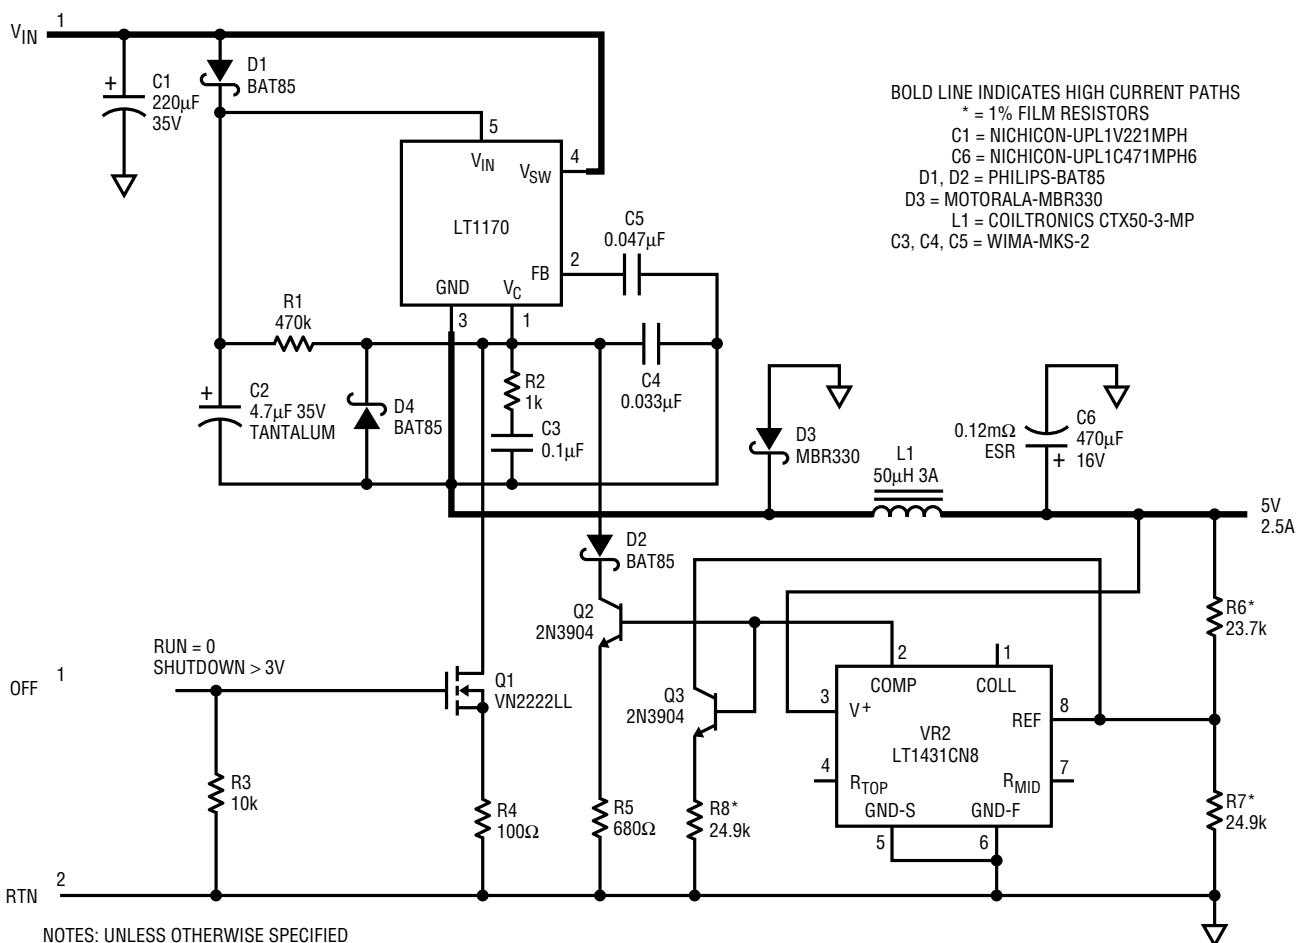 VIN
1
+
C1
220µF
35V
D1
BAT85
5
VIN
VSW
4
LT1170
FB
2
GND
VC
3
1
C5
0.047µF
BOLD LINE INDICATES HIGH CURRENT PATHS
* = 1% FILM RESISTORS
C1 = NICHICON-UPL1V221MPH
C6 = NICHICON-UPL1C471MPH6
D1, D2 = PHILIPS-BAT85
D3 = MOTORALA-MBR330
L1 = COILTRONICS CTX50-3-MP
C3, C4, C5 = WIMA-MKS-2
R1
470k
+
C2
4.7µF 35V
TANTALUM
D4
BAT85
R2
1k
C3
0.1µF
C4
0.033µF
D3
MBR330
L1
50µH 3A
0.12mΩ
ESR
C6
470µF
16V
+
5V
2.5A
D2
BAT85
Q2
2N3904
R6*
23.7k
RUN = 0
SHUTDOWN > 3V
OFF
1
Q1
VN2222LL
Q3
2N3904
2
1
COMP
COLL
3
V+
REF
8
VR2
LT1431CN8
4
RTOP
RMID
7
GND-S
GND-F
5
6
R3
10k
R4
100Ω
R5
680Ω
R8*
24.9k
R7*
24.9k
RTN
2
NOTES: UNLESS OTHERWISE SPECIFIED